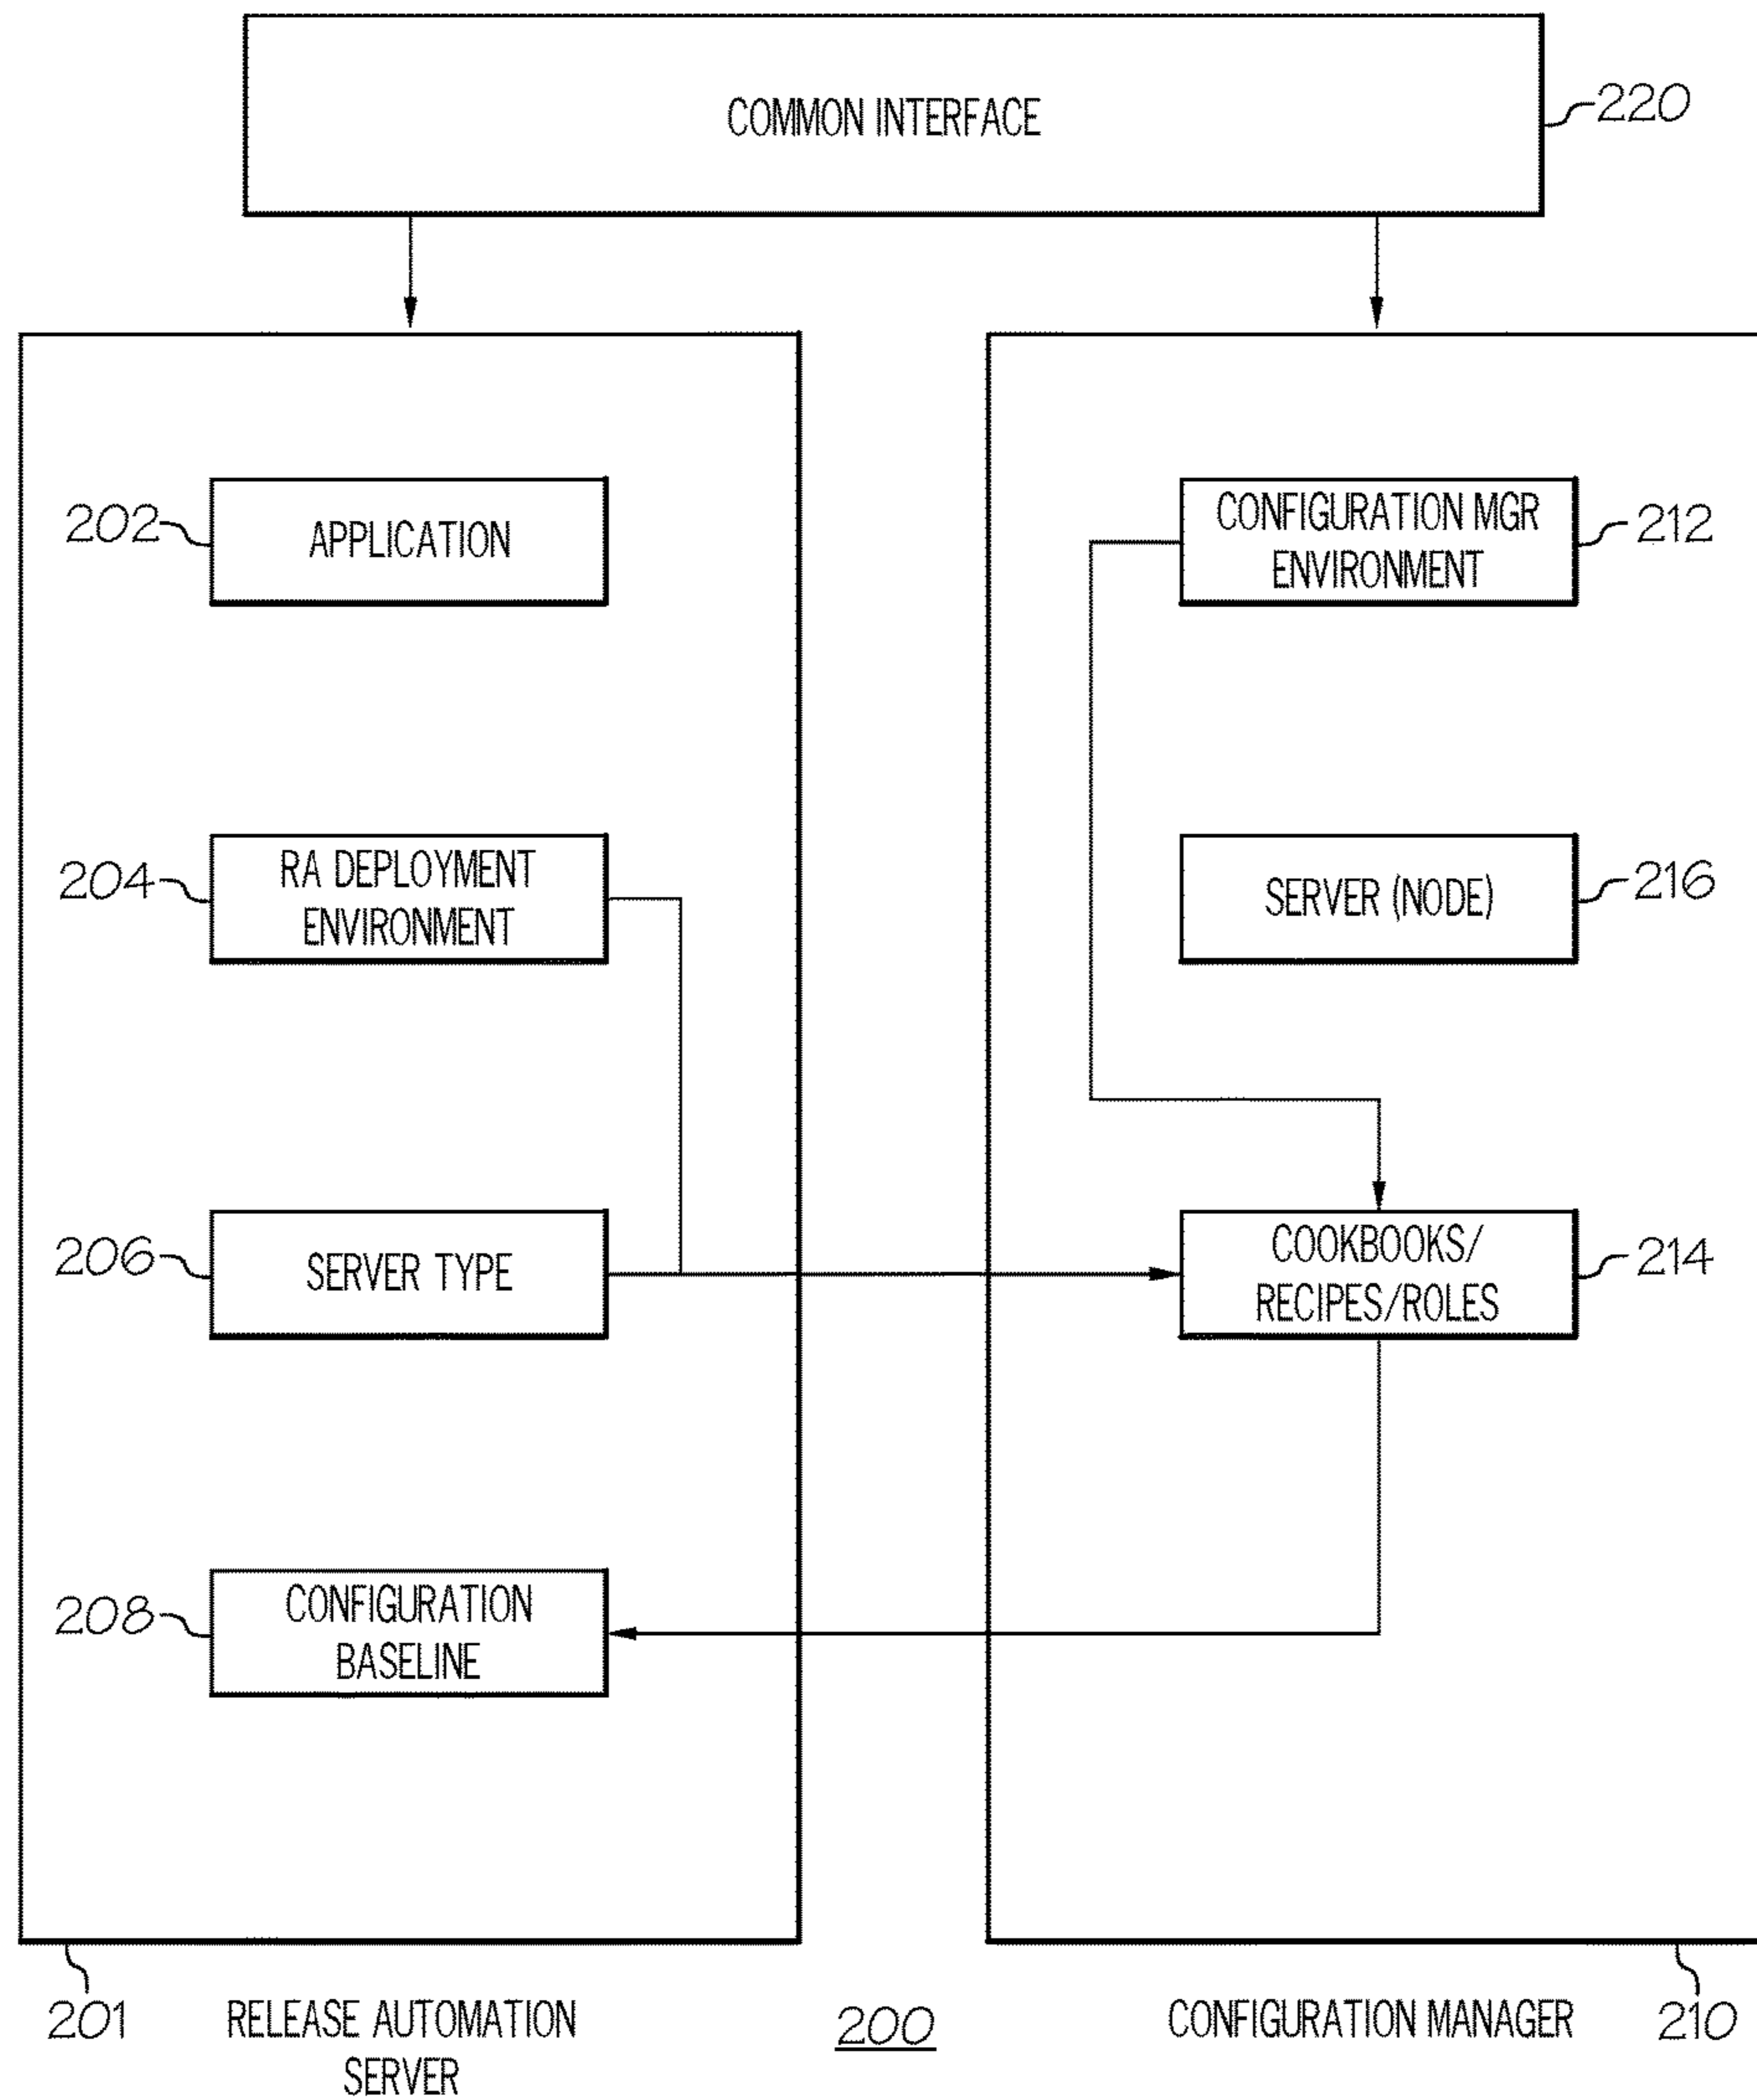 COMMON INTERFACE
220
202
APPLICATION
CONFIGURATION MGR
ENVIRONMENT
212
204
RA DEPLOYMENT
ENVIRONMENT
SERVER (NODE)
216
206
SERVER TYPE
COOKBOOKS/
RECIPES/ROLES
214
208
CONFIGURATION
BASELINE
201
RELEASE AUTOMATION
SERVER
200
CONFIGURATION MANAGER
210